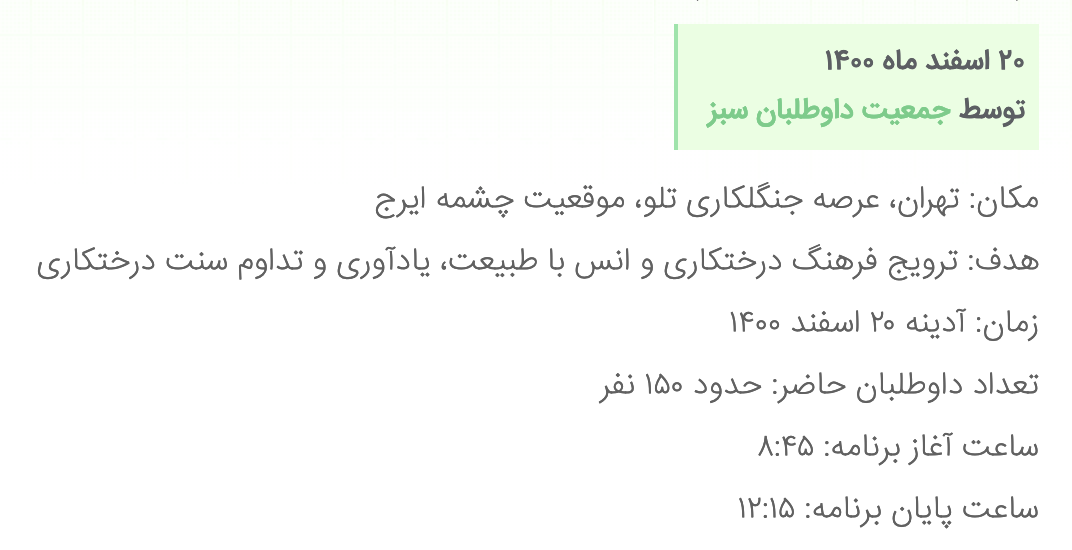 ۲۰ اسفند ماه ۱۴۰۰
توسط جمعیت داوطلبان سبز
مکان: تهران، عرصه جنگلکاری تلو، موقعیت چشمه ایرج
هدف: ترویج فرهنگ درختکاری و انس با طبیعت، یادآوری و تداوم سنت درختکاری
زمان: آدینه ۲۰ اسفند ۱۴۰۰
تعداد داوطلبان حاضر: حدود ۱۵۰ نفر
ساعت آغاز برنامه: ۸:۴۵
ساعت پایان برنامه: ۱۲:۱۵